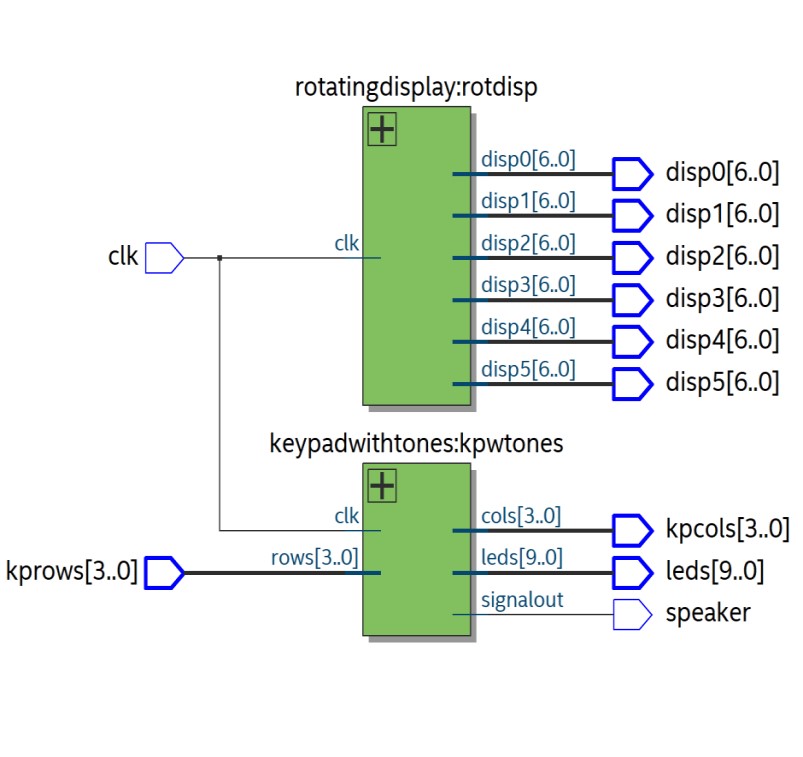 rotatingdisplay:rotdisp
disp0[6..0] disp0[6..0]
disp1[6..0] disp1[6..0]
clk clk disp2[6..0] disp2[6..0]
disp3[6..0] disp3[6..0]
disp4[6..0] disp4[6..0]
disp5[6..0] disp5[6..0]
keypadwithtones:kpwtones
clk cols[3..0] kpcols[3..0]
kprows[3..0] rows[3..0] leds[9..0] leds[9..0]
signalout speaker